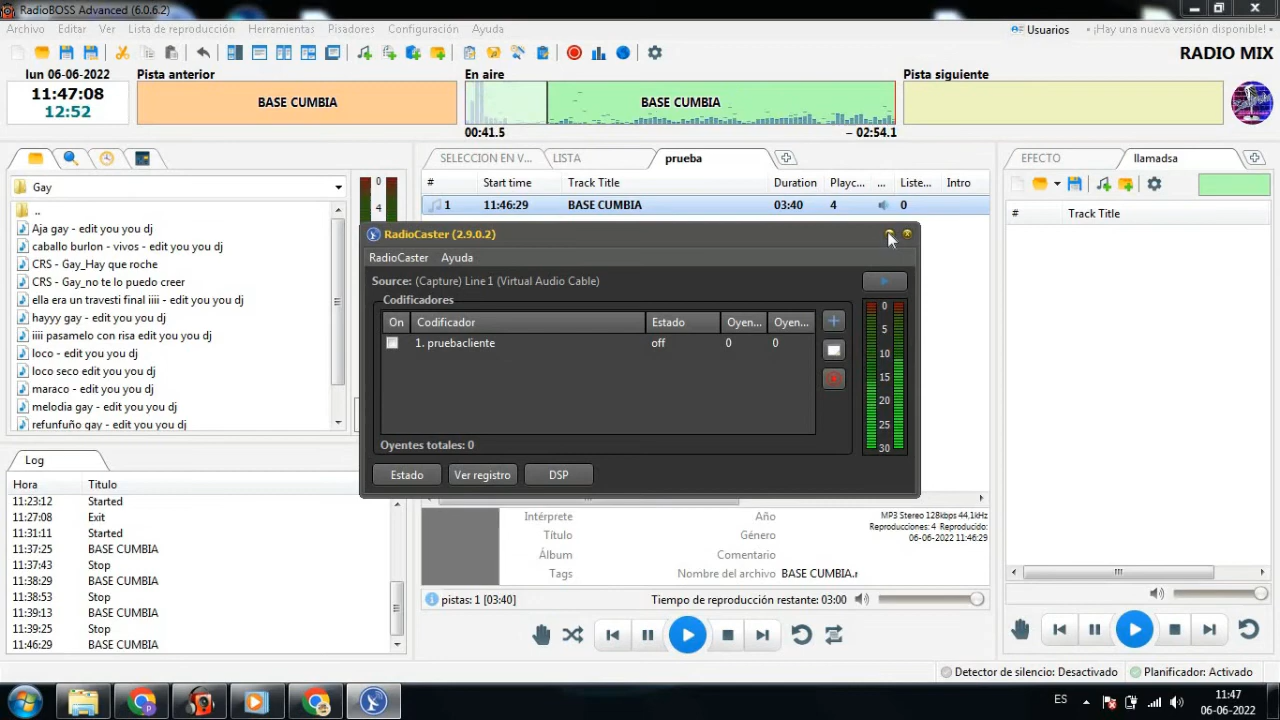 RadioBOSS Advanced (6.0.6.2)
Archivo Editar Ver Lista de reproducción Herramientas Pisadores Configuración Ayuda
Usuarios
¡Hay una nueva versión disponible!
RADIO MIX
lun 06-06-2022
11:47:08
12:52
Pista anterior
BASE CUMBIA
En aire
BASE CUMBIA
00:41.5
– 02:54.1
Pista siguiente
Gay
..
Aja gay - edit you you dj
caballo burlon - vivos - edit you you dj
CRS - Gay_Hay que roche
CRS - Gay_no te lo puedo creer
ella era un travesti final iiii - edit you you dj
hayyy gay - edit you you dj
iiii pasamelo con risa edit you you dj
loco - edit you you dj
loco seco edit you you dj
maraco - edit you you dj
melodia gay - edit you you dj
refunfuño gay - edit you you dj
0
4
SELECCION EN V... LISTA prueba
# Start time Track Title Duration Playc... ... Liste... Intro
1 11:46:29 BASE CUMBIA 03:40 4 0
EFECTO llamadsa
# Track Title
RadioCaster (2.9.0.2)
RadioCaster Ayuda
Source: (Capture) Line 1 (Virtual Audio Cable)
Codificadores
On Codificador Estado Oyen... Oyen...
1. pruebacliente off 0 0
Oyentes totales: 0
Estado Ver registro DSP
0
5
10
15
20
25
30
Log
Hora Titulo
11:23:12 Started
11:27:08 Exit
11:31:11 Started
11:37:25 BASE CUMBIA
11:37:43 Stop
11:38:29 BASE CUMBIA
11:38:53 Stop
11:39:13 BASE CUMBIA
11:39:25 Stop
11:46:29 BASE CUMBIA
Intérprete
Título
Álbum
Tags
Año
Género
Comentario
Nombre del archivo BASE CUMBIA.r
MP3 Stereo 128kbps 44,1kHz
Reproducciones: 4 Reproducido:
06-06-2022 11:46:29
pistas: 1 [03:40]
Tiempo de reproducción restante: 03:00
Detector de silencio: Desactivado
Planificador: Activado
ES
11:47
06-06-2022